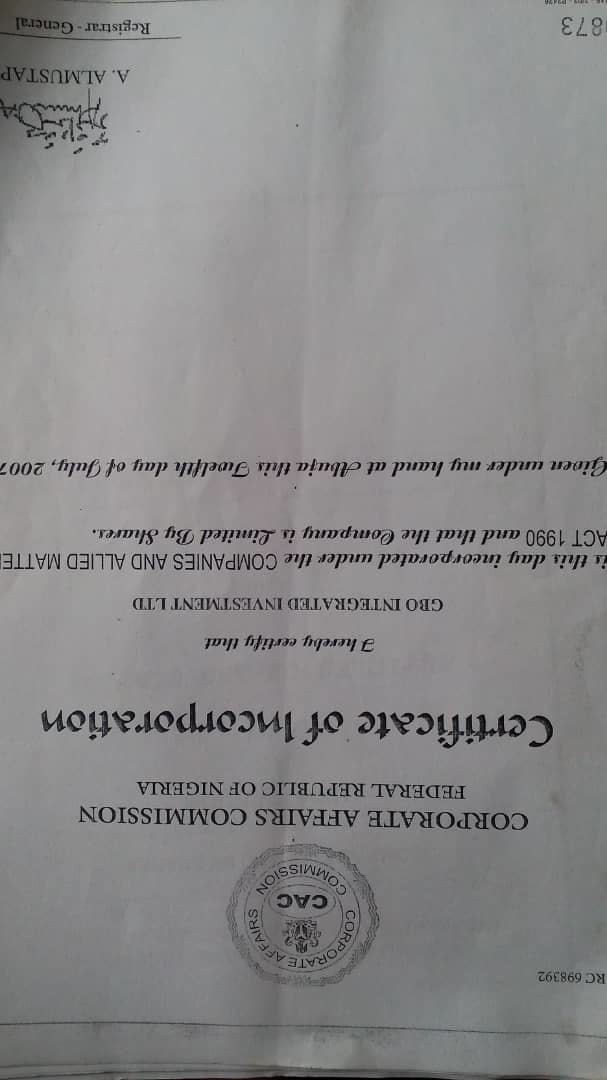 RC 698392
CORPORATE AFFAIRS
CAC
COMMISSION
CORPORATE AFFAIRS COMMISSION
FEDERAL REPUBLIC OF NIGERIA
Certificate of Incorporation
I hereby certify that
GBO INTEGRATED INVESTMENT LTD
is this day incorporated under the COMPANIES AND ALLIED MATTE
ACT 1990 and that the Company is Limited By Shares.
Given under my hand at Abuja this Twelfth day of July, 2007
A. ALMUSTAP
873
Registrar - General